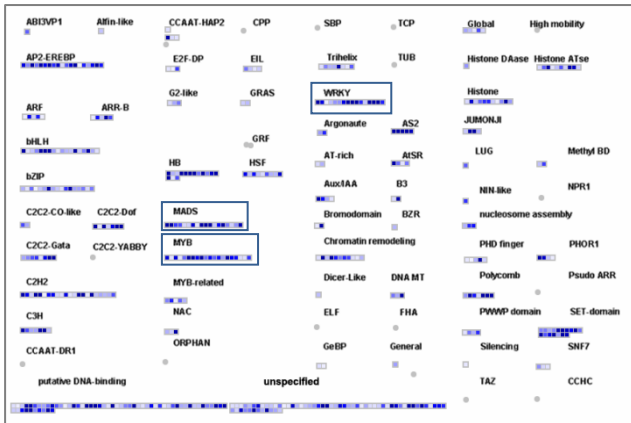 ABI3VP1 Alfin-like CCAAT-HAP2 CPP SBP TCP Global High mobility
AP2-EREBP E2F-DP EIL Trihelix TUB Histone DAase Histone ATse
G2-like GRAS WRKY Histone
ARF ARR-B Argonaute AS2 JUMONJI
bHLH GRF AT-rich AtSR LUG Methyl BD
HB HSF
bZIP Aux/IAA B3 NIN-like NPR1
C2C2-CO-like C2C2-Dof MADS Bromodomain BZR nucleosome assembly
C2C2-Gata C2C2-YABBY MYB Chromatin remodeling PHD finger PHOR1
C2H2 MYB-related Dicer-Like DNA MT Polycomb Psudo ARR
C3H NAC ELF FHA PWWP domain SET-domain
CCAAT-DR1 ORPHAN GeBP General Silencing SNF7
putative DNA-binding unspecified TAZ CCHC